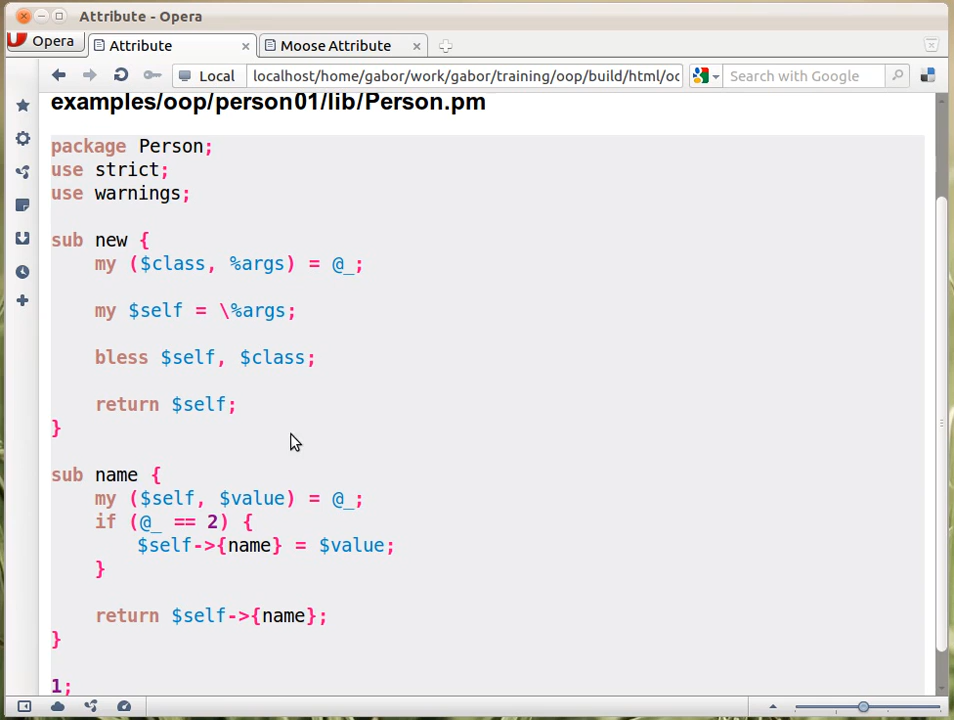 Attribute - Opera
Opera
Attribute
Moose Attribute
Local
localhost/home/gabor/work/gabor/training/oop/build/html/oc
Search with Google
examples/oop/person01/lib/Person.pm
package Person;
use strict;
use warnings;
sub new {
    my ($class, %args) = @_;
    my $self = \%args;
    bless $self, $class;
    return $self;
}
sub name {
    my ($self, $value) = @_;
    if (@_ == 2) {
        $self->{name} = $value;
    }
    return $self->{name};
}
1;